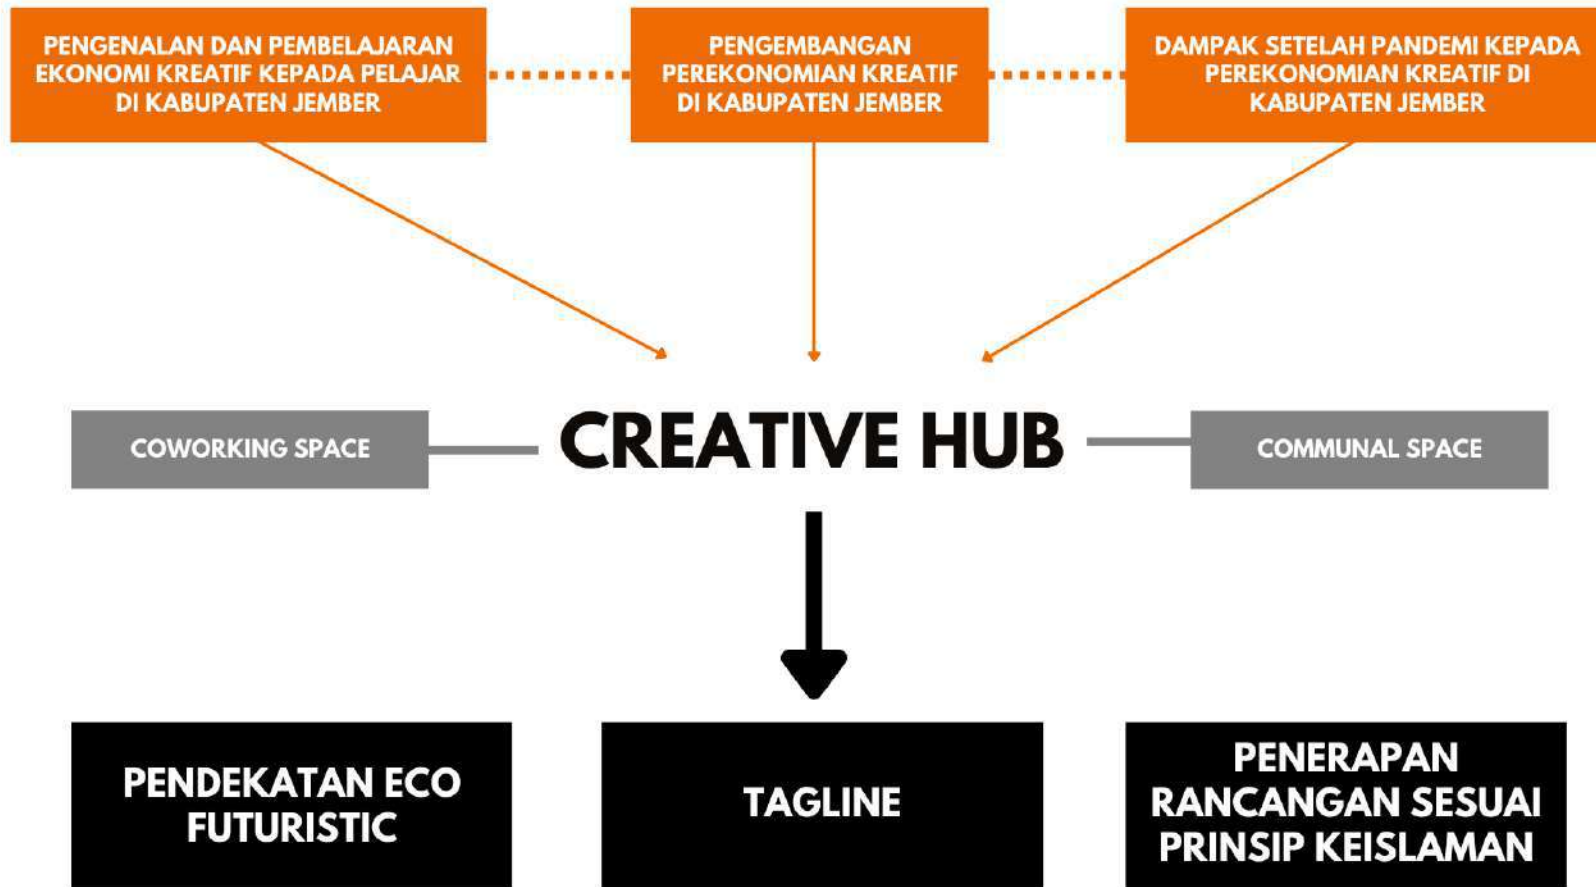 PENGENALAN DAN PEMBELAJARAN
EKONOMI KREATIF KEPADA PELAJAR
DI KABUPATEN JEMBER
PENGEMBANGAN
PEREKONOMIAN KREATIF
DI KABUPATEN JEMBER
DAMPAK SETELAH PANDEMI KEPADA
PEREKONOMIAN KREATIF DI
KABUPATEN JEMBER
COWORKING SPACE
CREATIVE HUB
COMMUNAL SPACE
PENDEKATAN ECO
FUTURISTIC
TAGLINE
PENERAPAN
RANCANGAN SESUAI
PRINSIP KEISLAMAN